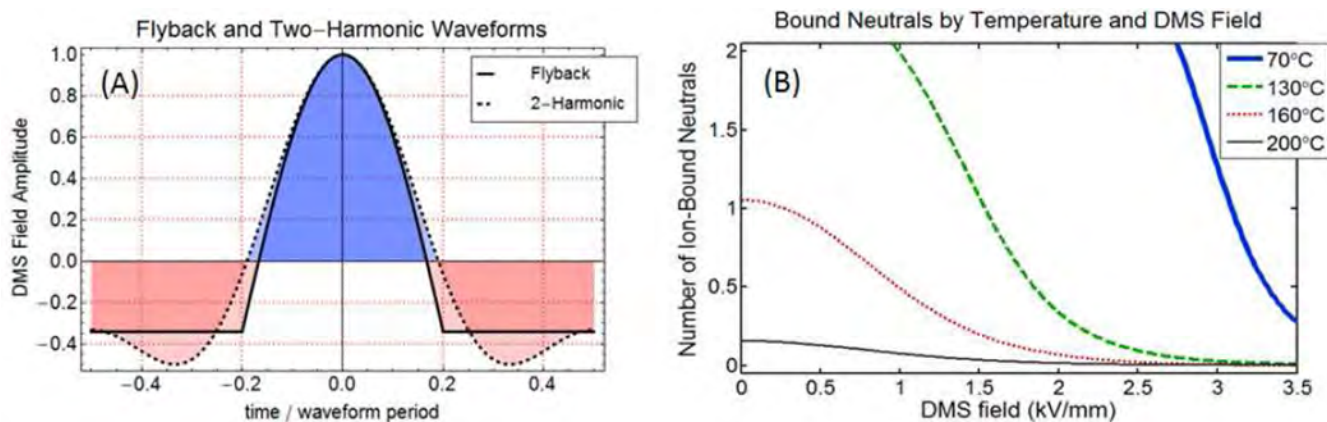 Flyback and Two-Harmonic Waveforms
(A)
Flyback
2-Harmonic
DMS Field Amplitude
1.0
0.8
0.6
0.4
0.2
0.0
-0.2
-0.4
-0.4
-0.2
0.0
0.2
0.4
time / waveform period
Bound Neutrals by Temperature and DMS Field
(B)
70°C
130°C
160°C
200°C
Number of Ion-Bound Neutrals
2
1.5
1
0.5
0
0
0.5
1
1.5
2
2.5
3
3.5
DMS field (kV/mm)